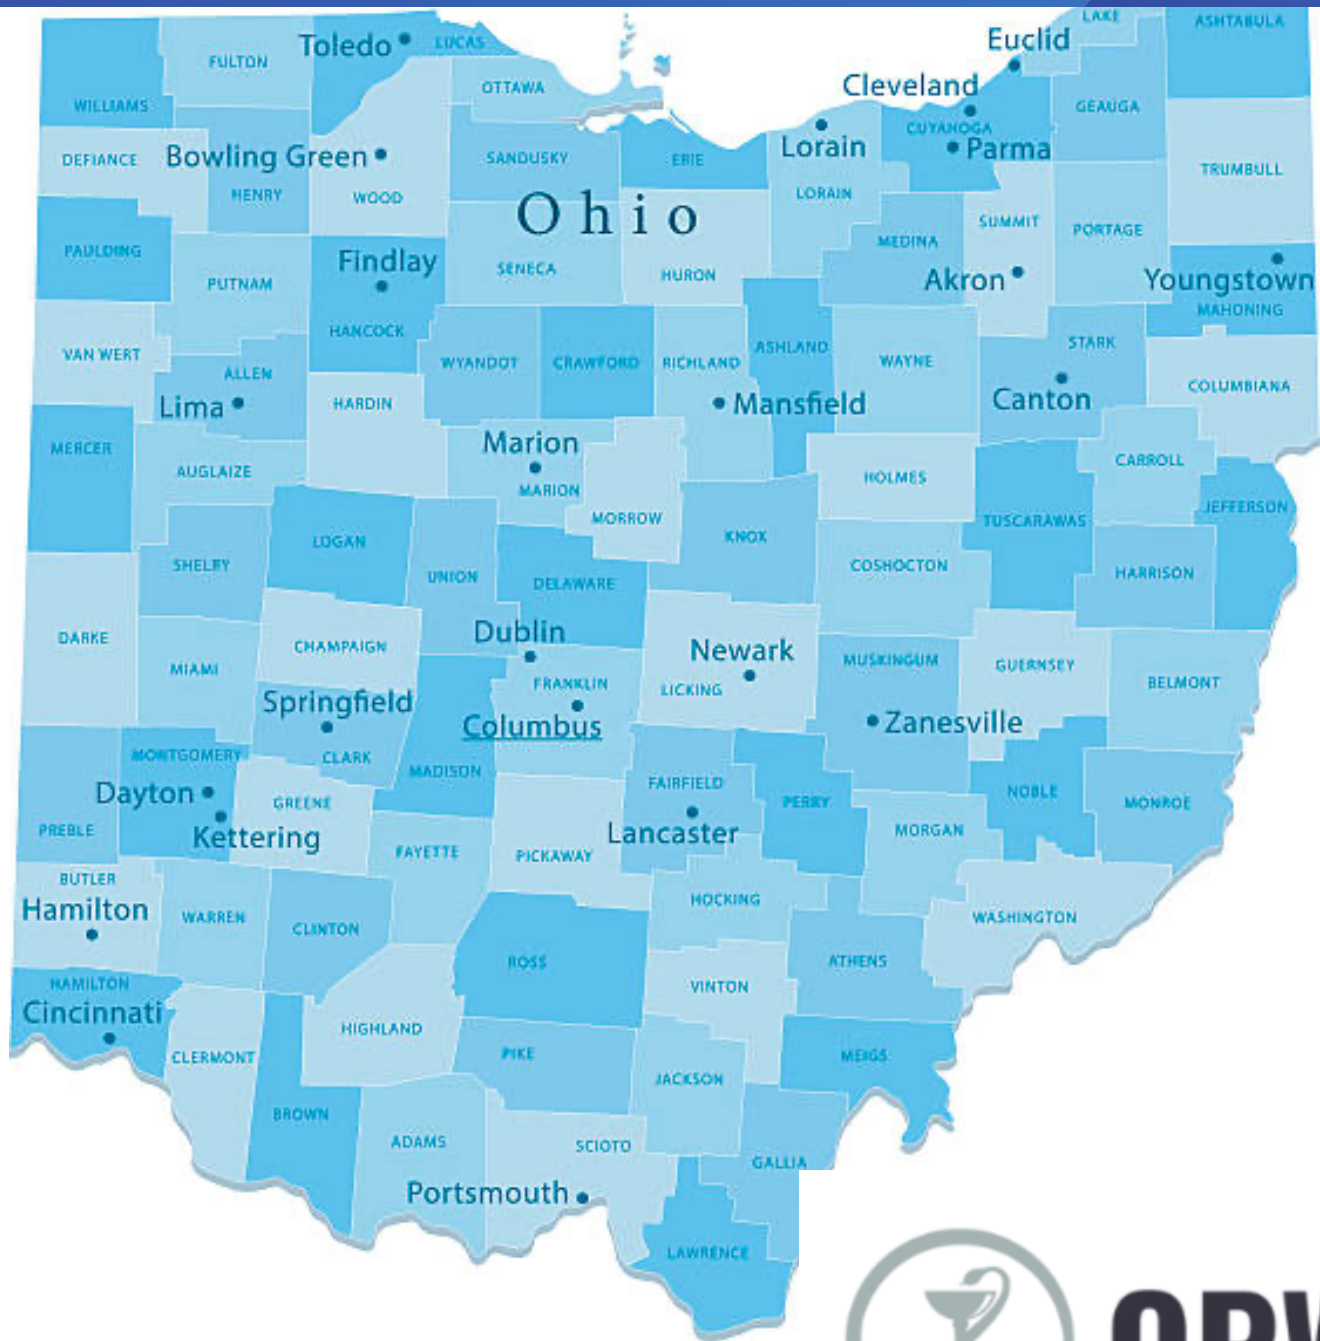 LAKE
ASHTABULA
Toledo
LUCAS
Euclid
FULTON
OTTAWA
Cleveland
WILLIAMS
GEAUGA
CUYAHOGA
DEFIANCE
Bowling Green
SANDUSKY
ERIE
Lorain
Parma
TRUMBULL
HENRY
WOOD
LORAIN
Ohio
SUMMIT
PORTAGE
MEDINA
PAULDING
Findlay
SENECA
HURON
Akron
Youngstown
PUTNAM
MAHONING
HANCOCK
STARK
VAN WERT
WYANDOT
CRAWFORD
RICHLAND
ASHLAND
WAYNE
ALLEN
COLUMBIANA
Lima
HARDIN
Mansfield
Canton
MERCER
Marion
CARROLL
AUGLAIZE
MARION
HOLMES
JEFFERSON
MORROW
TUSCARAWAS
LOGAN
KNOX
SHELBY
UNION
DELAWARE
COSHOCTON
HARRISON
DARKE
Dublin
CHAMPAIGN
Newark
MUSKINGUM
GUERNSEY
MIAMI
FRANKLIN
LICKING
BELMONT
Springfield
Columbus
Zanesville
MONTGOMERY
CLARK
MADISON
FAIRFIELD
Dayton
GREENE
PERRY
NOBLE
MONROE
PREBLE
Kettering
Lancaster
MORGAN
FAYETTE
PICKAWAY
BUTLER
HOCKING
Hamilton
WARREN
CLINTON
WASHINGTON
ROSS
ATHENS
HAMILTON
VINTON
Cincinnati
HIGHLAND
CLERMONT
PIKE
MEIGS
JACKSON
BROWN
ADAMS
SCIOTO
GALLIA
Portsmouth
LAWRENCE